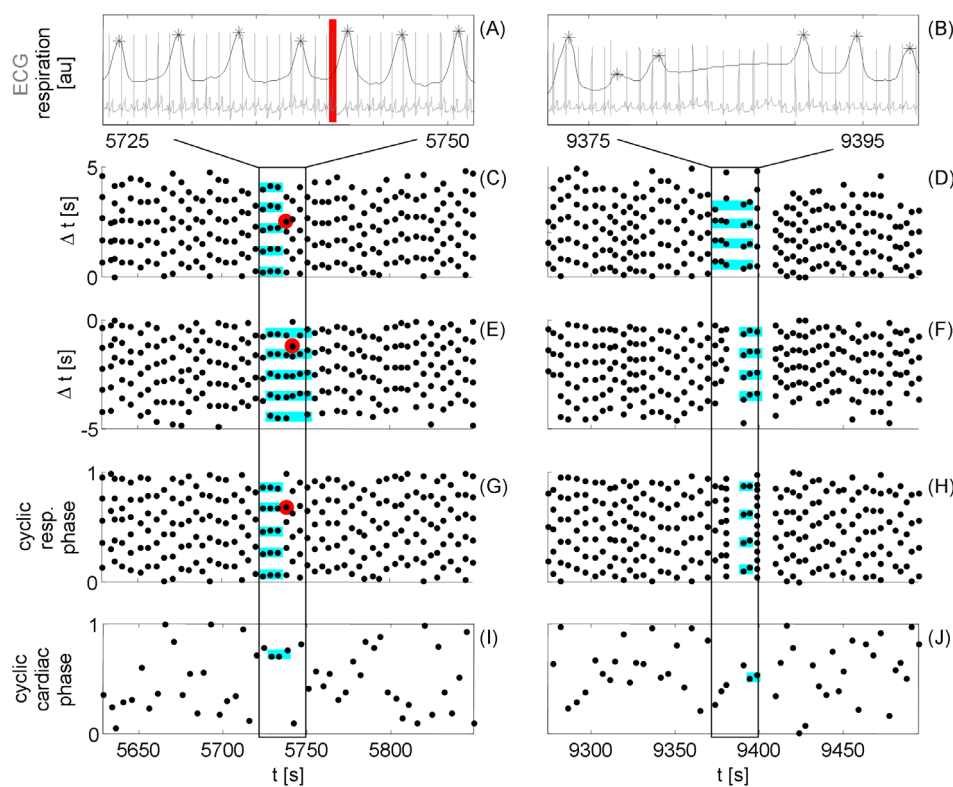 (A)
(B)
ECG
respiration
[au]
5725
5750
9375
9395
5
(C)
(D)
Δ t [s]
0
0
(E)
(F)
Δ t [s]
-5
1
(G)
(H)
cyclic
resp.
phase
0
1
(I)
(J)
cyclic
cardiac
phase
0
5650
5700
5750
5800
9300
9350
9400
9450
t [s]
t [s]